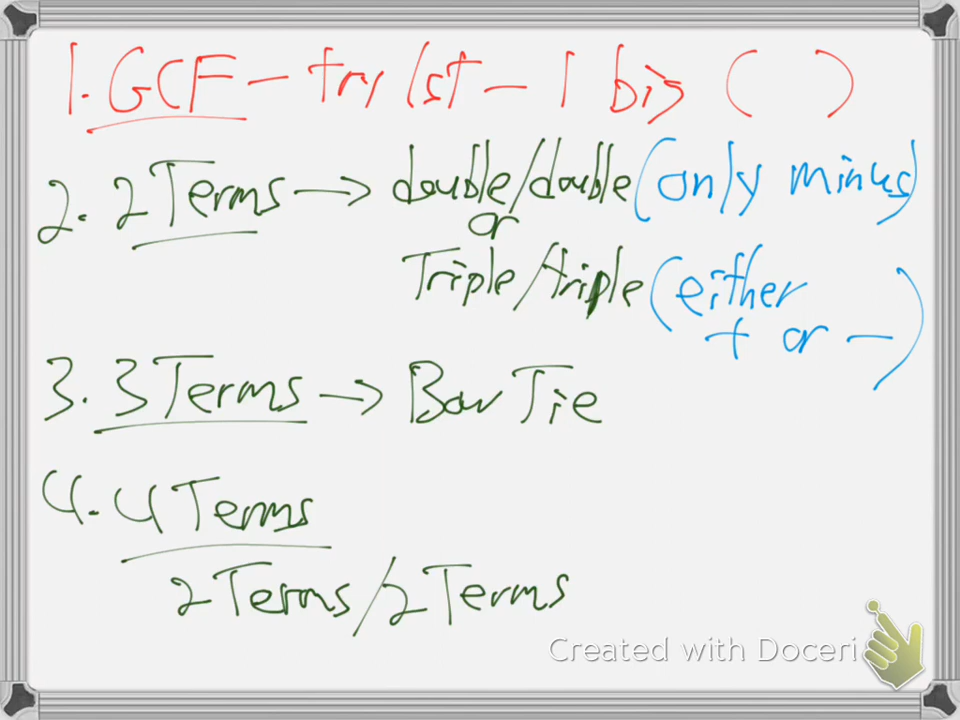 1. GCF - try 1st - 1 big ( )
2. 2 Terms → double/double (only minus)
or
Triple/triple (either + or -)
3. 3 Terms → Bow Tie
4. 4 Terms
2 Terms/2 Terms
Created with Doceri